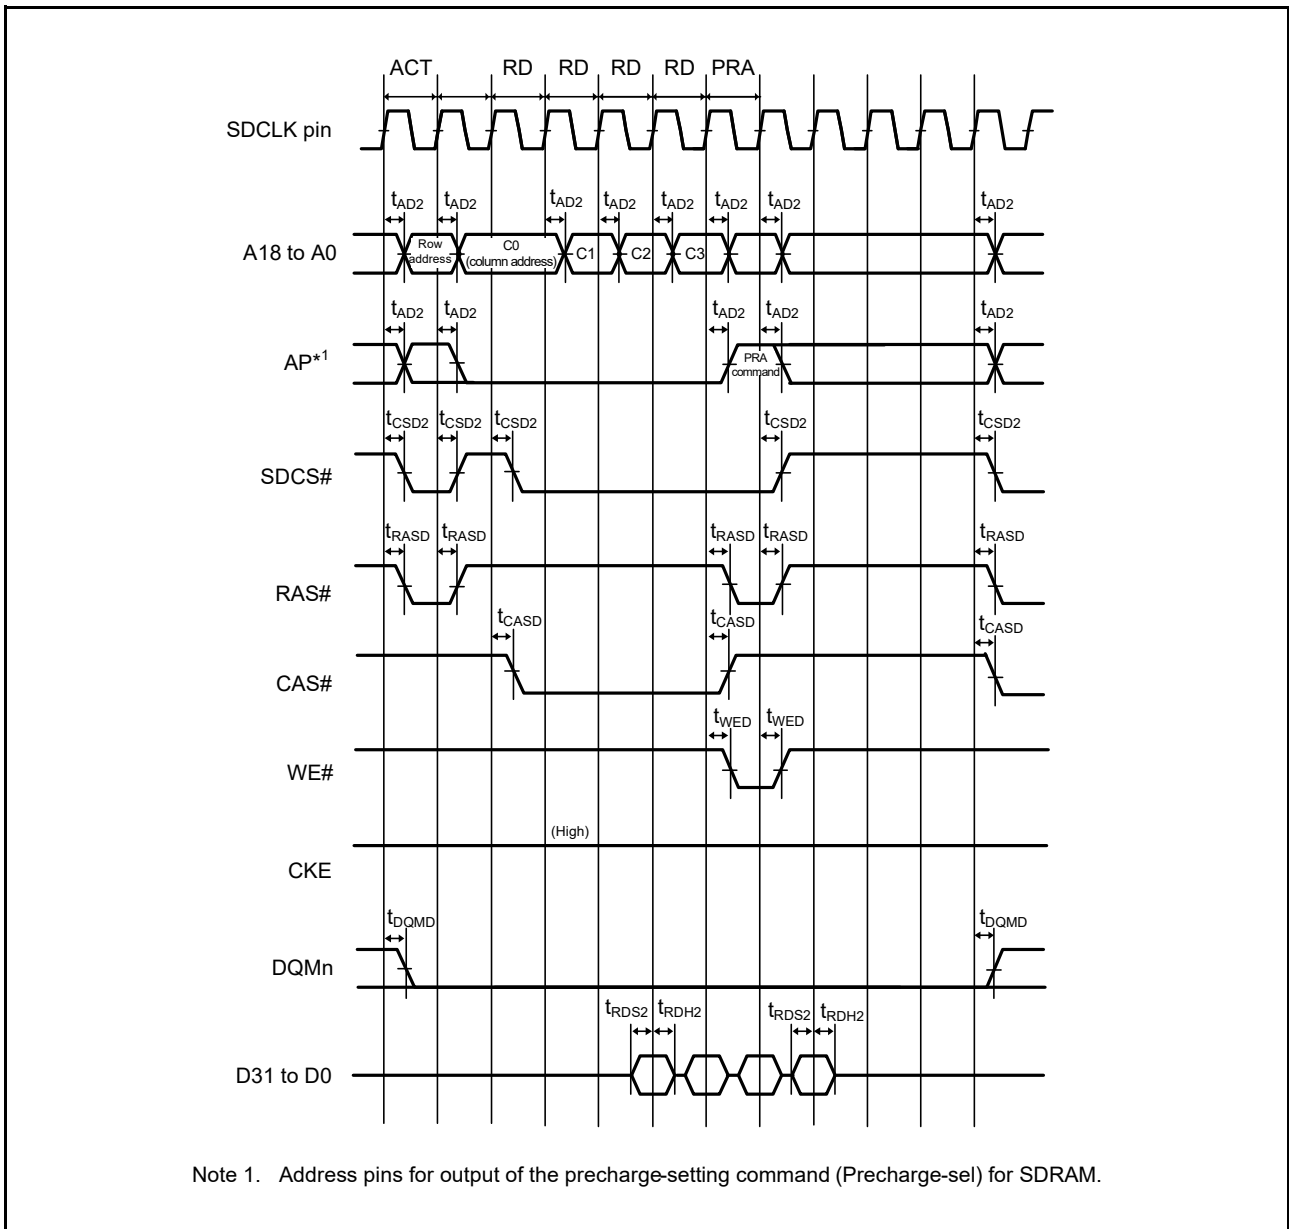 ACT RD RD RD RD PRA
SDCLK pin
tAD2 tAD2 tAD2 tAD2 tAD2 tAD2 tAD2 tAD2
A18 to A0
Row address
C0 (column address)
C1 C2 C3
tAD2 tAD2 tAD2 tAD2 tAD2
AP*1
PRA command
tCSD2 tCSD2 tCSD2 tCSD2 tCSD2
SDCS#
tRASD tRASD tRASD tRASD tRASD
RAS#
tCASD tCASD tCASD
CAS#
tWED tWED
WE#
(High)
CKE
tDQMD tDQMD
DQMn
tRDS2 tRDH2 tRDS2 tRDH2
D31 to D0
Note 1. Address pins for output of the precharge-setting command (Precharge-sel) for SDRAM.